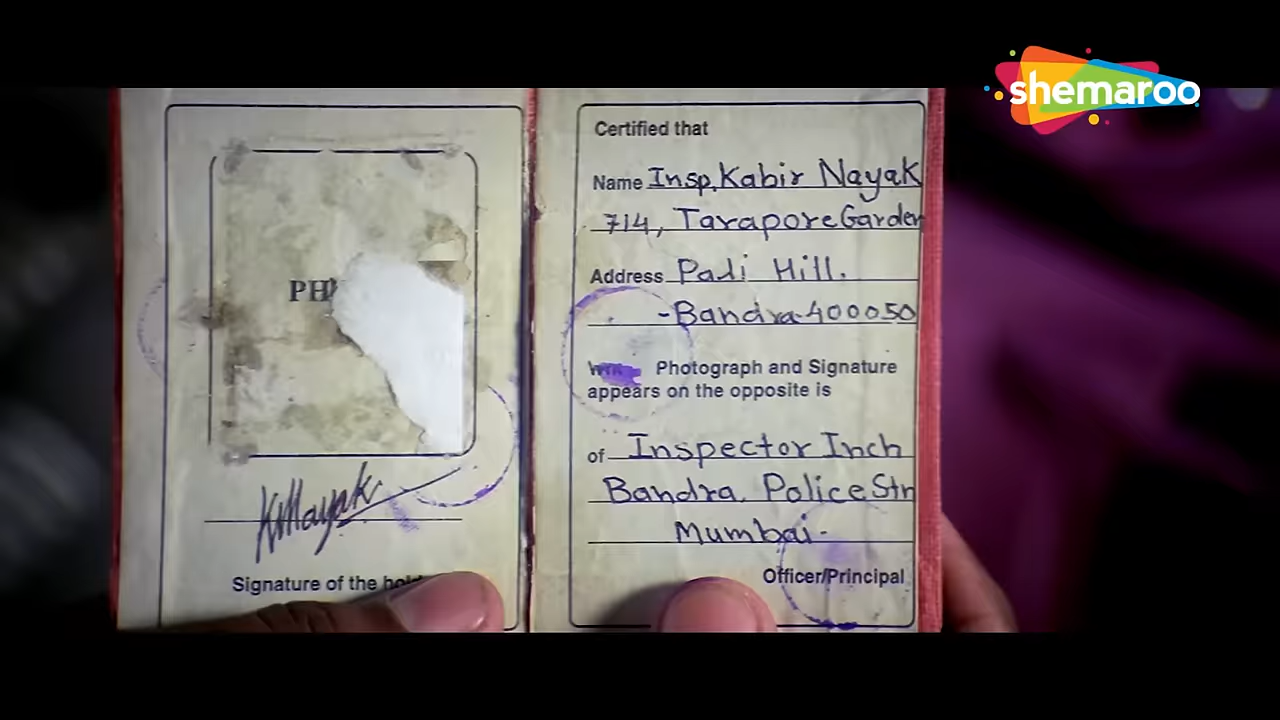 shemaroo
PH
KNayak
Signature of the hol
Certified that
Name Insp. Kabir Nayak
714, Tarapore Garden
Address Pali Hill.
- Bandra-400050
Photograph and Signature
appears on the opposite is
of Inspector Inch
Bandra. Police Stn
Mumbai-
Officer/Principal